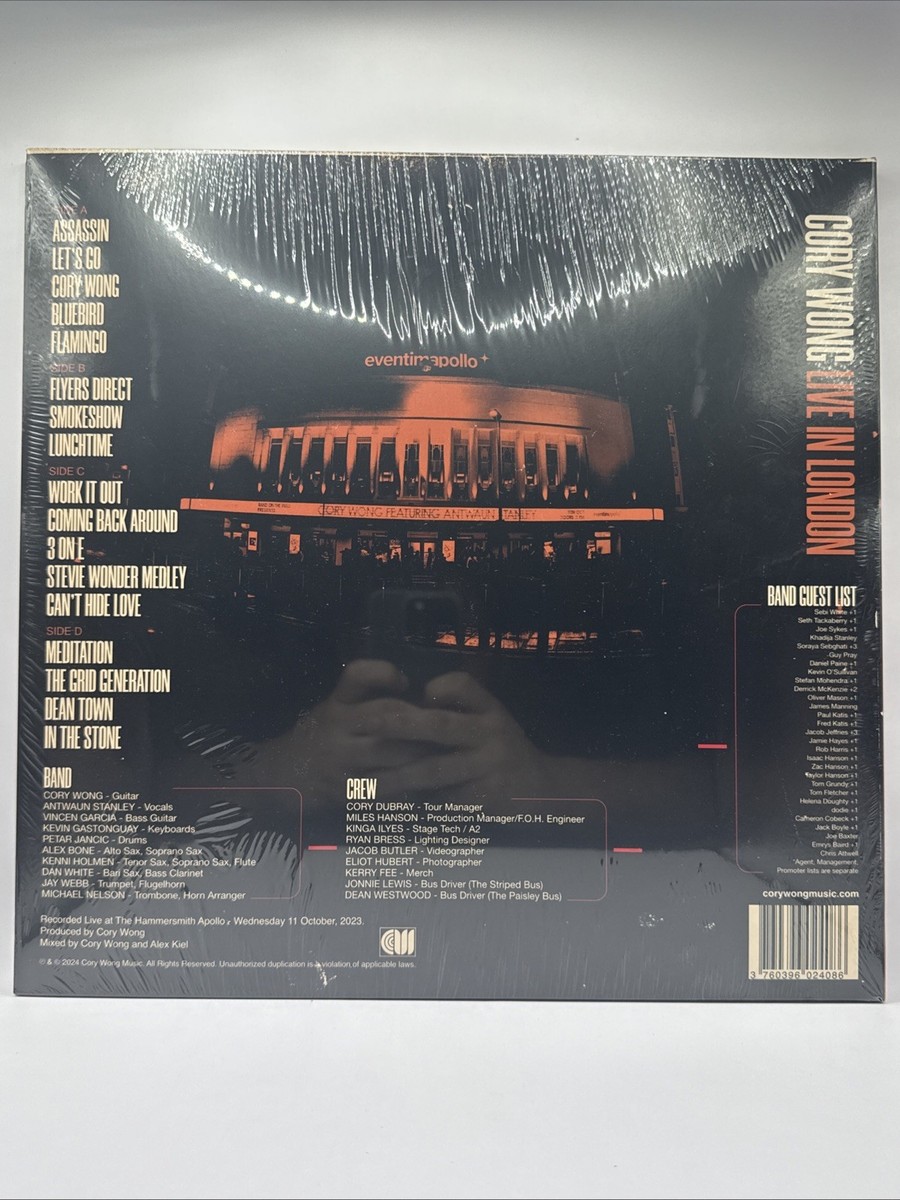 SIDE A
ASSASSIN
LET'S GO
CORY WONG
BLUEBIRD
FLAMINGO
SIDE B
FLYERS DIRECT
SMOKESHOW
LUNCHTIME
SIDE C
WORK IT OUT
COMING BACK AROUND
3 ON E
STEVIE WONDER MEDLEY
CAN'T HIDE LOVE
SIDE D
MEDITATION
THE GRID GENERATION
DEAN TOWN
IN THE STONE
eventimapollo
CORY WONG FEATURING ANTWAUN STANLEY
CORY WONG LIVE IN LONDON
BAND
CORY WONG - Guitar
ANTWAUN STANLEY - Vocals
VINCEN GARCIA - Bass Guitar
KEVIN GASTONGUAY - Keyboards
PETAR JANCIC - Drums
ALEX BONE - Alto Sax, Soprano Sax
KENNI HOLMEN - Tenor Sax, Soprano Sax, Flute
DAN WHITE - Bari Sax, Bass Clarinet
JAY WEBB - Trumpet, Flugelhorn
MICHAEL NELSON - Trombone, Horn Arranger
CREW
CORY DUBRAY - Tour Manager
MILES HANSON - Production Manager/F.O.H. Engineer
KINGA ILYES - Stage Tech / A2
RYAN BRESS - Lighting Designer
JACOB BUTLER - Videographer
ELIOT HUBERT - Photographer
KERRY FEE - Merch
JONNIE LEWIS - Bus Driver (The Striped Bus)
DEAN WESTWOOD - Bus Driver (The Paisley Bus)
BAND GUEST LIST
Sebi White +1
Seth Tackaberry +1
Joe Sykes +1
Khadija Stanley
Soraya Sebghati +3
Guy Pray
Daniel Paine +1
Kevin O'Sullivan
Stefan Mohendra +1
Derrick McKenzie +2
Oliver Mason +1
James Manning
Paul Katis +1
Fred Katis +1
Jacob Jeffries +3
Jamie Hayes +1
Rob Harris +1
Isaac Hanson +1
Zac Hanson +1
Taylor Hanson +1
Tom Grundy +1
Tom Fletcher +1
Helena Doughty +1
dodie +1
Cameron Cobeck +1
Jack Boyle +1
Joe Baxter
Emrys Baird +1
Chris Attwell
*Agent, Management,
Promoter lists are separate
corywongmusic.com
3 760396 024086
Recorded Live at The Hammersmith Apollo, Wednesday 11 October, 2023.
Produced by Cory Wong
Mixed by Cory Wong and Alex Kiel
CW
℗ & © 2024 Cory Wong Music. All Rights Reserved. Unauthorized duplication is a violation of applicable laws.